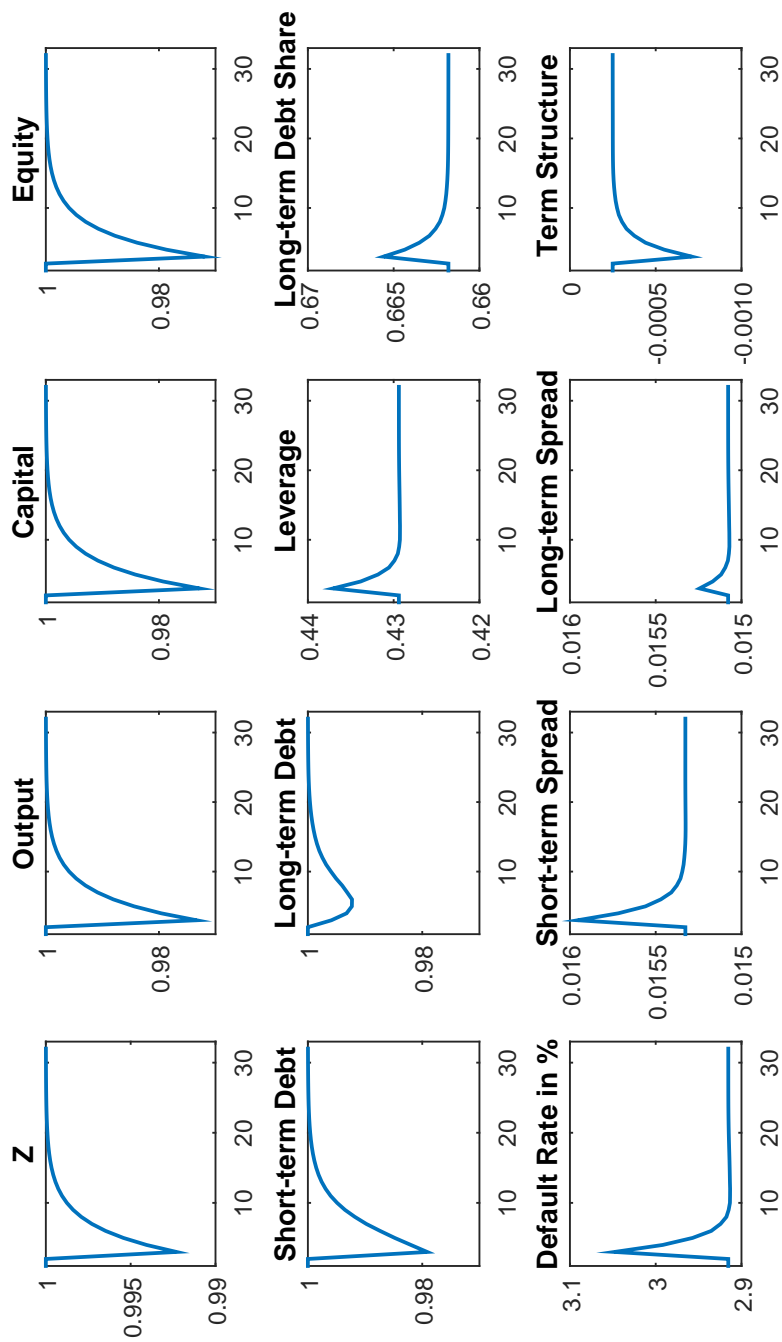 Z
1
0.995
0.99
10 20 30
Output
1
0.98
10 20 30
Capital
1
0.98
10 20 30
Equity
1
0.98
10 20 30
Short-term Debt
1
0.98
10 20 30
Long-term Debt
1
0.98
10 20 30
Leverage
0.44
0.43
0.42
10 20 30
Long-term Debt Share
0.67
0.665
0.66
10 20 30
Default Rate in %
3.1
3
2.9
10 20 30
Short-term Spread
0.016
0.0155
0.015
10 20 30
Long-term Spread
0.016
0.0155
0.015
10 20 30
Term Structure
0
-0.0005
-0.0010
10 20 30